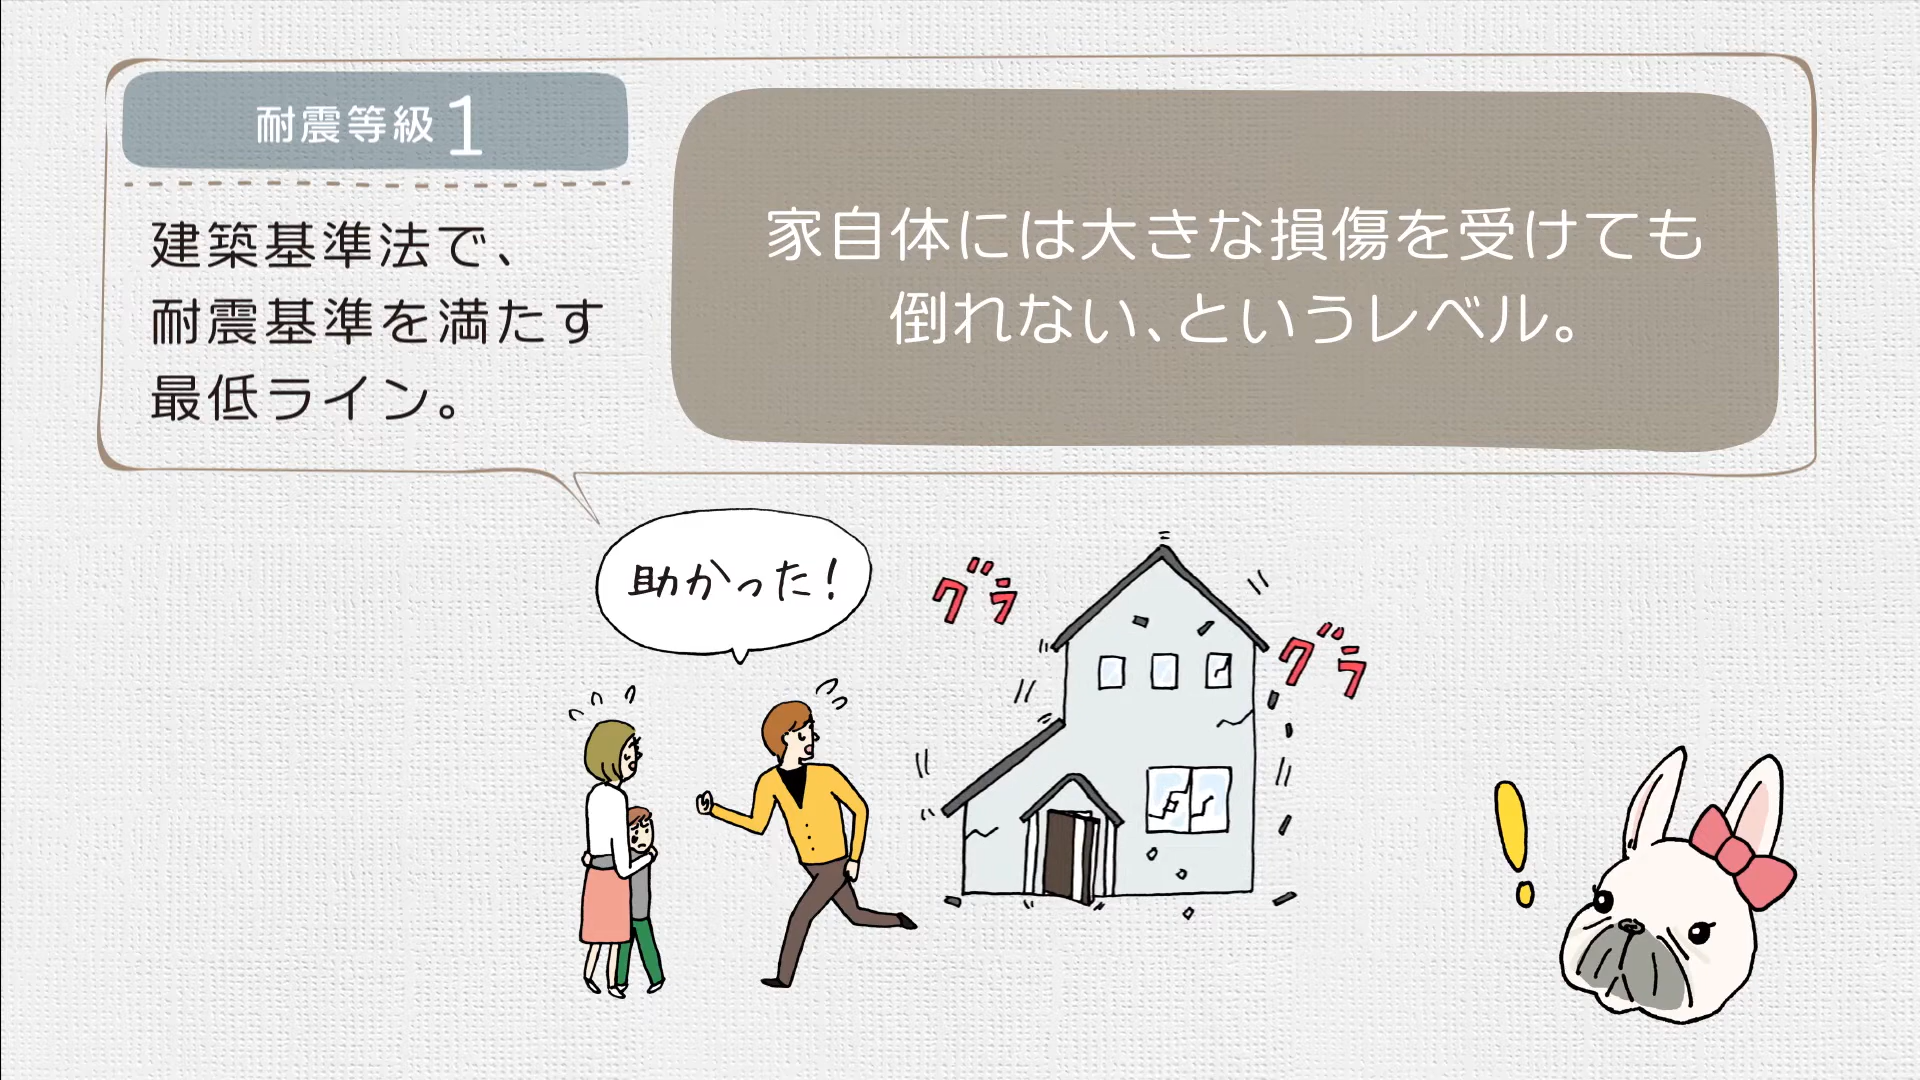 耐震等級1
建築基準法で、
耐震基準を満たす
最低ライン。
家自体には大きな損傷を受けても
倒れない、というレベル。
助かった!
グラ
グラ